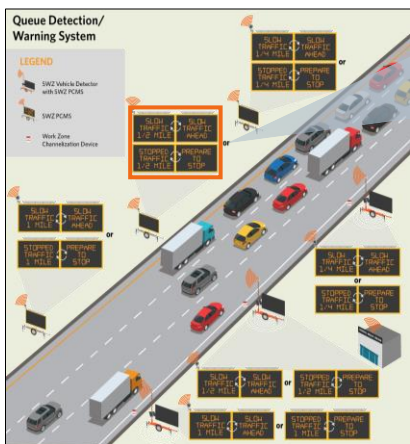 Queue Detection/
Warning System
LEGEND
SWZ Vehicle Detector
with SWZ PCMS
SWZ PCMS
Work Zone
Channelization Device
SLOW
TRAFFIC
1/4 MILE
SLOW
TRAFFIC
AHEAD
or
STOPPED
TRAFFIC
1/4 MILE
PREPARE
TO
STOP
SLOW
TRAFFIC
1/2 MILE
SLOW
TRAFFIC
AHEAD
or
STOPPED
TRAFFIC
1/2 MILE
PREPARE
TO
STOP
SLOW
TRAFFIC
1 MILE
SLOW
TRAFFIC
AHEAD
or
STOPPED
TRAFFIC
1 MILE
PREPARE
TO
STOP
SLOW
TRAFFIC
1/4 MILE
SLOW
TRAFFIC
AHEAD
or
STOPPED
TRAFFIC
1/4 MILE
PREPARE
TO
STOP
SLOW
TRAFFIC
1/2 MILE
SLOW
TRAFFIC
AHEAD
or
STOPPED
TRAFFIC
1/2 MILE
PREPARE
TO
STOP
SLOW
TRAFFIC
1 MILE
SLOW
TRAFFIC
AHEAD
or
STOPPED
TRAFFIC
1 MILE
PREPARE
TO
STOP